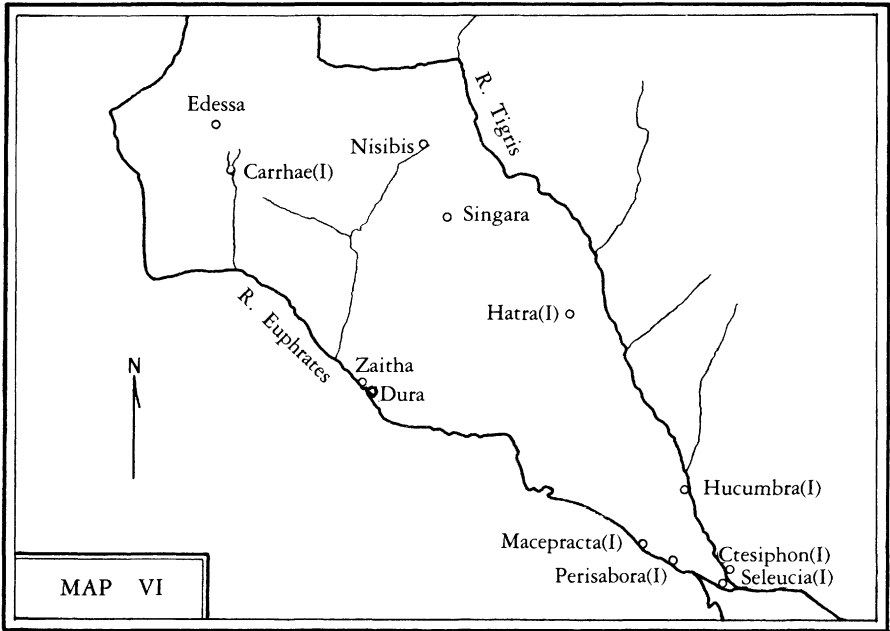 R. Tigris
Edessa
Nisibis
Carrhae(I)
Singara
Hatra(I)
R. Euphrates
N
Zaitha
Dura
Hucumbra(I)
Macepracta(I)
Ctesiphon(I)
Perisabora(I)
Seleucia(I)
MAP VI